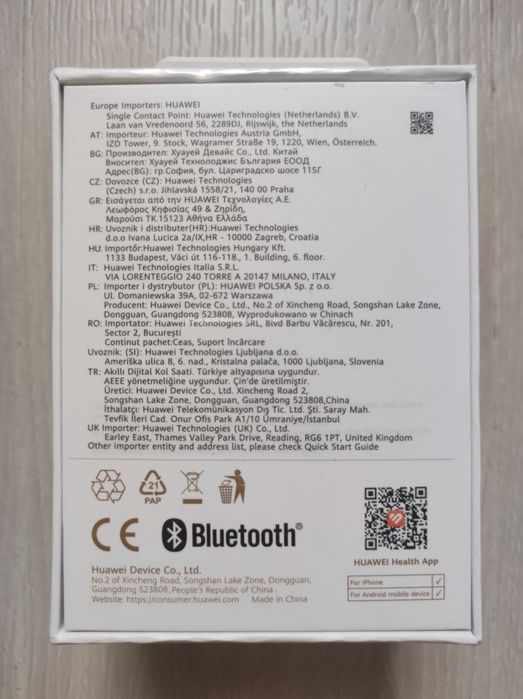 Europe Importers: HUAWEI
Single Contact Point: Huawei Technologies (Netherlands) B.V.
Laan van Vredenoord 56, 2289DJ, Rijswijk, the Netherlands
AT: Importeur: Huawei Technologies Austria GmbH,
IZD Tower, 9. Stock, Wagramer Straße 19, 1220, Wien, Österreich.
BG: Производител: Хуауей Девайс Со., Ltd. Китай
Вносител: Хуауей Технолоджис България ЕООД
Адрес(BG): гр.София, бул. Цариградско шосе 115Г
CZ: Dovozce (CZ): Huawei Technologies
(Czech) s.r.o. Jihlavská 1558/21, 140 00 Praha
GR: Εισάγεται από την HUAWEI Τεχνολογίες Α.Ε.
Λεωφόρος Κηφισίας 49 & Ζηρίδη,
Μαρούσι ΤΚ.15123 Αθήνα Ελλάδα
HR: Uvoznik i distributer(HR):Huawei Technologies
d.o.o Ivana Lucica 2a/IX,HR - 10000 Zagreb, Croatia
HU: Importőr:Huawei Technologies Hungary Kft.
1133 Budapest, Váci út 116-118., 1. Building, 6. floor.
IT: Huawei Technologies Italia S.R.L.
VIA LORENTEGGIO 240 TORRE A 20147 MILANO, ITALY
PL: Importer i dystrybutor (PL): HUAWEI POLSKA Sp. z o.o.
Ul. Domaniewska 39A, 02-672 Warszawa
Producent: Huawei Device Co., Ltd., No.2 of Xincheng Road, Songshan Lake Zone,
Dongguan, Guangdong 523808, Wyprodukowano w Chinach
RO: Importator: Huawei Technologies SRL, Blvd Barbu Văcărescu, Nr. 201,
Sector 2, București
Continut pachet:Ceas, Suport încărcare
Uvoznik: (SI): Huawei Technologies Ljubljana d.o.o.
Ameriška ulica 8, 6. nad., Kristalna palača, 1000 Ljubljana, Slovenia
TR: Akıllı Dijital Kol Saati. Türkiye altyapısına uygundur.
AEEE yönetmeliğine uygundur. Çin'de üretilmiştir.
Üretici: Huawei Device Co., Ltd. Xincheng Road 2,
Songshan Lake Zone, Dongguan, Guangdong 523808,China
İthalatçı: Huawei Telekomünikasyon Dış Tic. Ltd. Şti. Saray Mah.
Tevfik İleri Cad. Onur Ofis Park A1/10 Ümraniye/İstanbul
UK Importer: Huawei Technologies (UK) Co., Ltd.
Earley East, Thames Valley Park Drive, Reading, RG6 1PT, United Kingdom
Other importer entity and address list, please check Quick Start Guide
21
PAP
CE
Bluetooth®
HUAWEI Health App
Huawei Device Co., Ltd.
No.2 of Xincheng Road, Songshan Lake Zone, Dongguan,
Guangdong 523808,People's Republic of China
Website: https://consumer.huawei.com Made in China
For iPhone ✓
For Android mobile device ✓